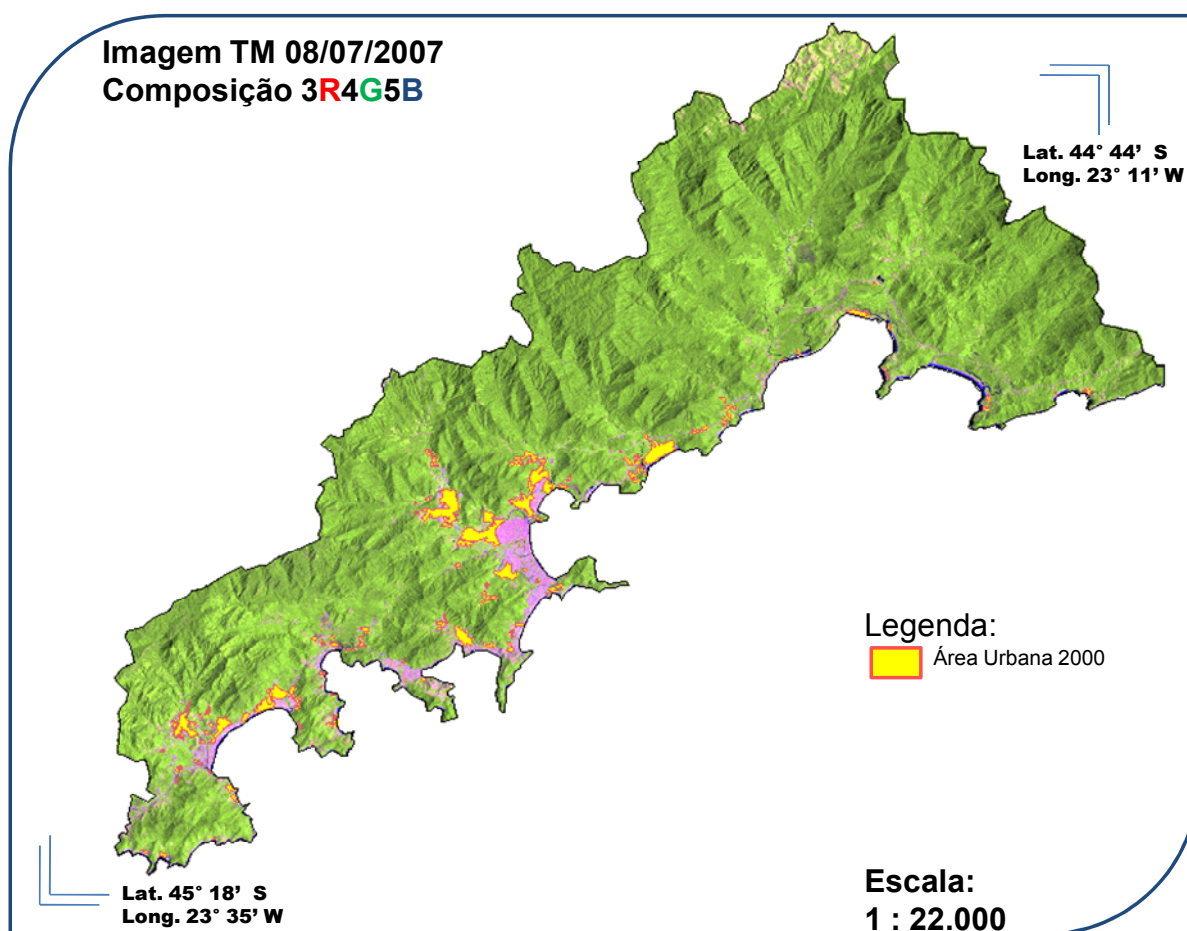 Imagem TM 08/07/2007
Composição 3R4G5B
Lat. 44° 44' S
Long. 23° 11' W
Legenda:
Área Urbana 2000
Lat. 45° 18' S
Long. 23° 35' W
Escala:
1 : 22.000